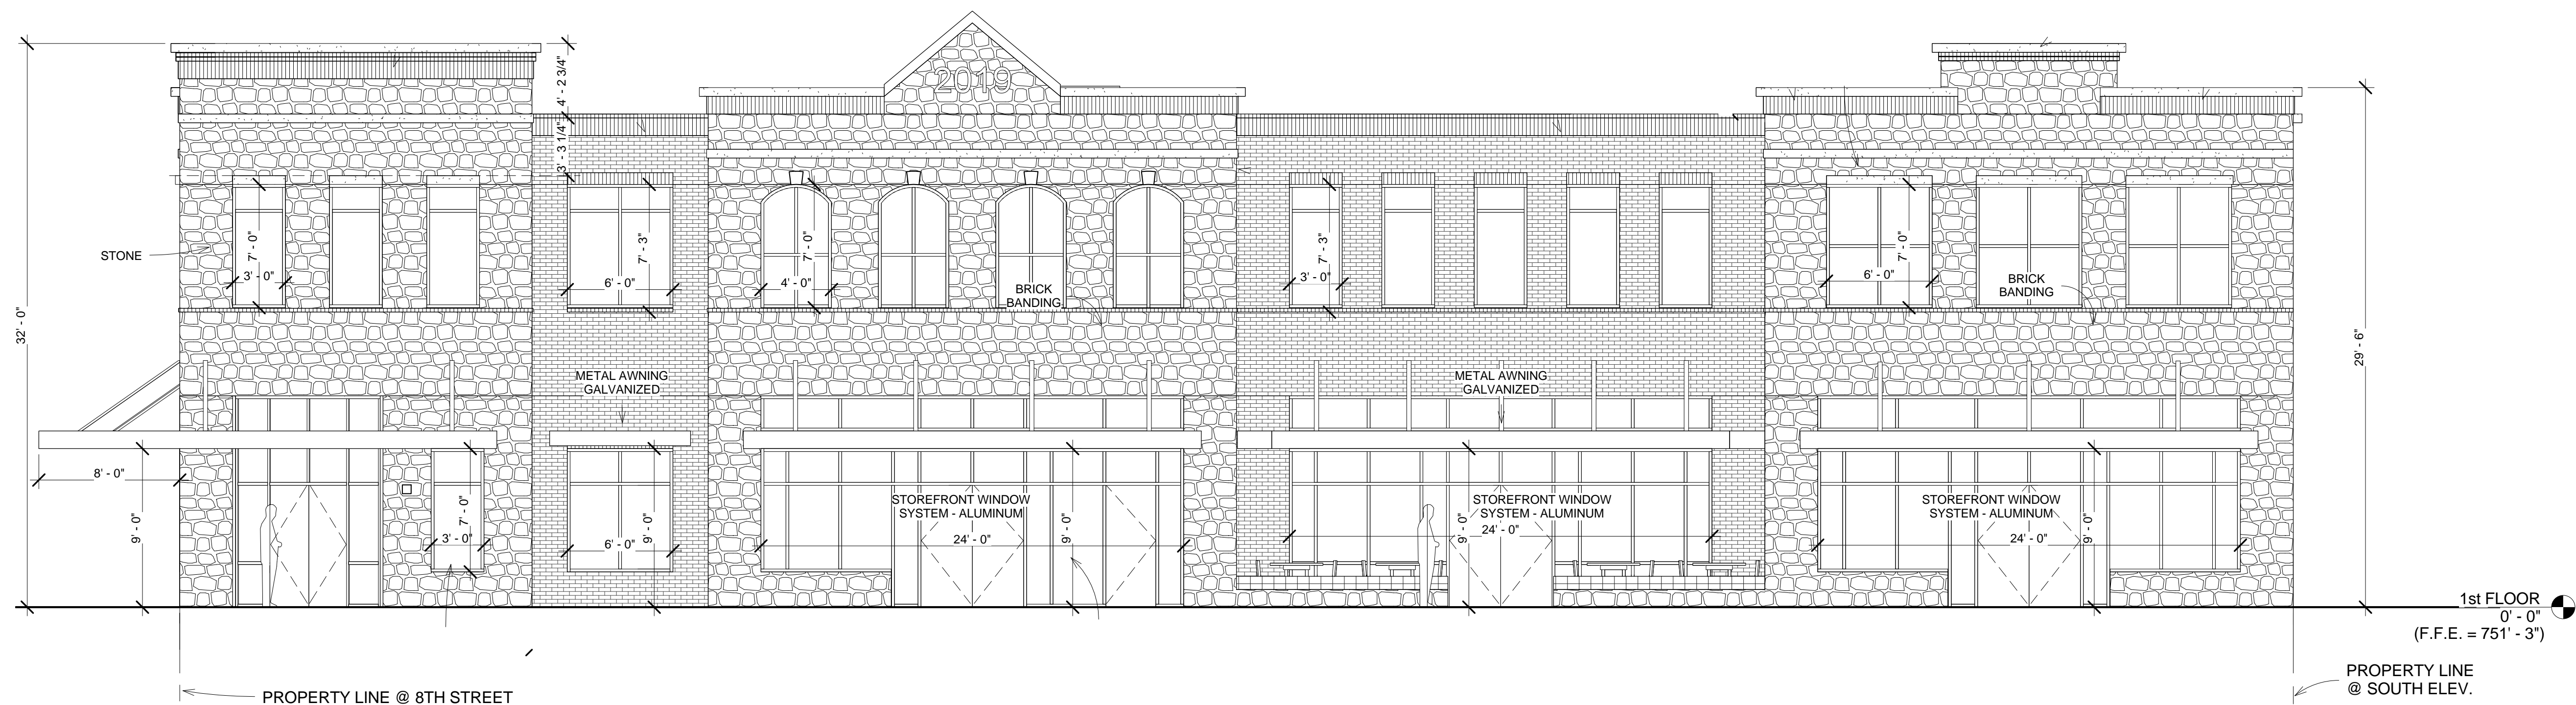 2019
4' - 2 3/4"
3' - 3 1/4"
32' - 0"
29' - 6"
STONE
7' - 0"
3' - 0"
7' - 3"
6' - 0"
7' - 0"
4' - 0"
BRICK
BANDING
7' - 3"
3' - 0"
7' - 0"
6' - 0"
BRICK
BANDING
METAL AWNING
GALVANIZED
METAL AWNING
GALVANIZED
8' - 0"
9' - 0"
7' - 0"
3' - 0"
9' - 0"
6' - 0"
STOREFRONT WINDOW
SYSTEM - ALUMINUM
24' - 0"
9' - 0"
STOREFRONT WINDOW
SYSTEM - ALUMINUM
24' - 0"
9' - 0"
STOREFRONT WINDOW
SYSTEM - ALUMINUM
24' - 0"
9' - 0"
1st FLOOR
0' - 0"
(F.F.E. = 751' - 3")
PROPERTY LINE @ 8TH STREET
PROPERTY LINE
@ SOUTH ELEV.